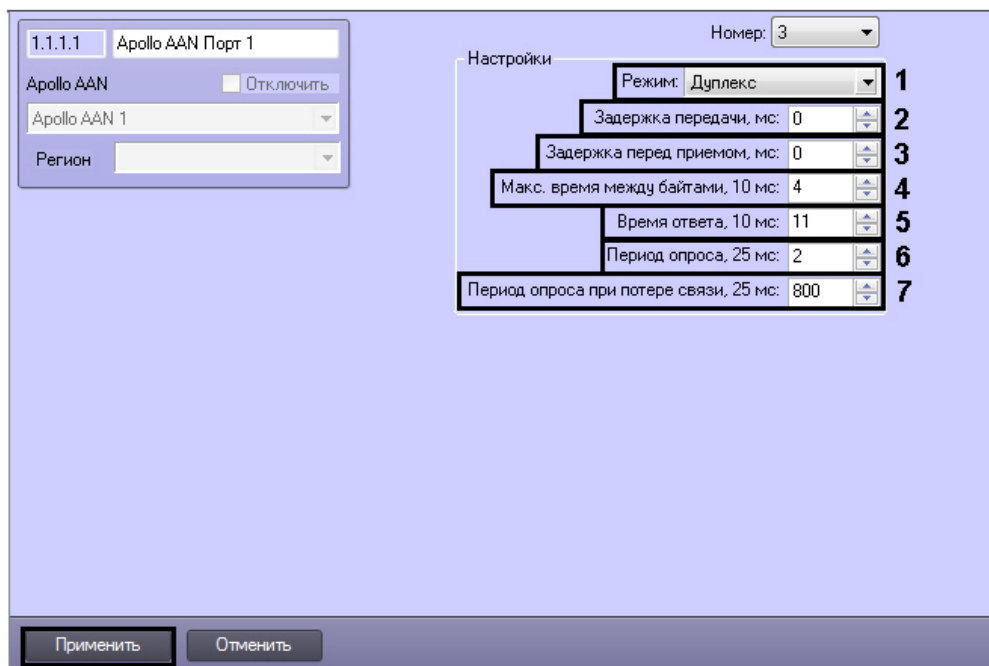 1.1.1.1 Apollo AAN Порт 1
Apollo AAN Отключить
Apollo AAN 1
Регион
Номер: 3
Настройки
Режим: Дуплекс 1
Задержка передачи, мс: 0 2
Задержка перед приемом, мс: 0 3
Макс. время между байтами, 10 мс: 4 4
Время ответа, 10 мс: 11 5
Период опроса, 25 мс: 2 6
Период опроса при потере связи, 25 мс: 800 7
Применить Отменить